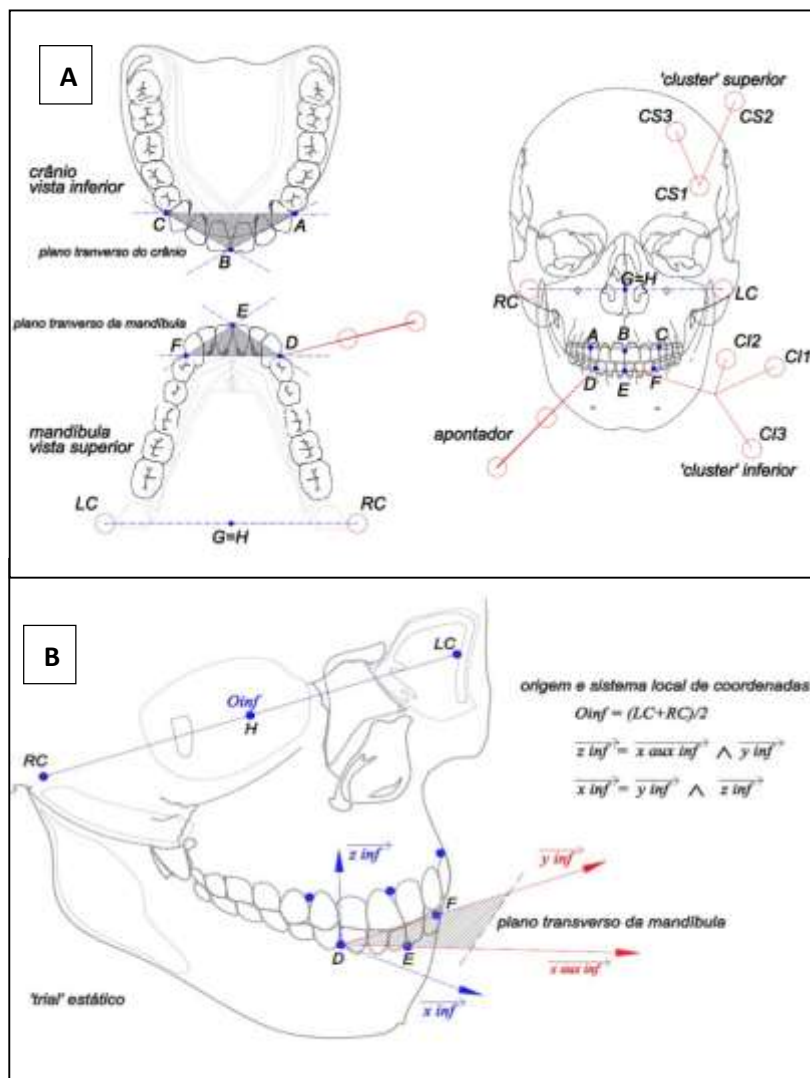 A
crânio
vista inferior
C
A
B
plano tranverso do crânio
plano tranverso da mandíbula
E
F
D
mandíbula
vista superior
LC
RC
G=H
'cluster' superior
CS3
CS2
CS1
G=H
RC
LC
A
B
C
D
E
F
CI2
CI1
CI3
apontador
'cluster' inferior
B
LC
Oinf
H
RC
origem e sistema local de coordenadas
Oinf = (LC+RC)/2
z inf = x aux inf ∧ y inf
x inf = y inf ∧ z inf
z inf
y inf
F
plano transverso da mandíbula
D
E
x aux inf
x inf
'trial' estático